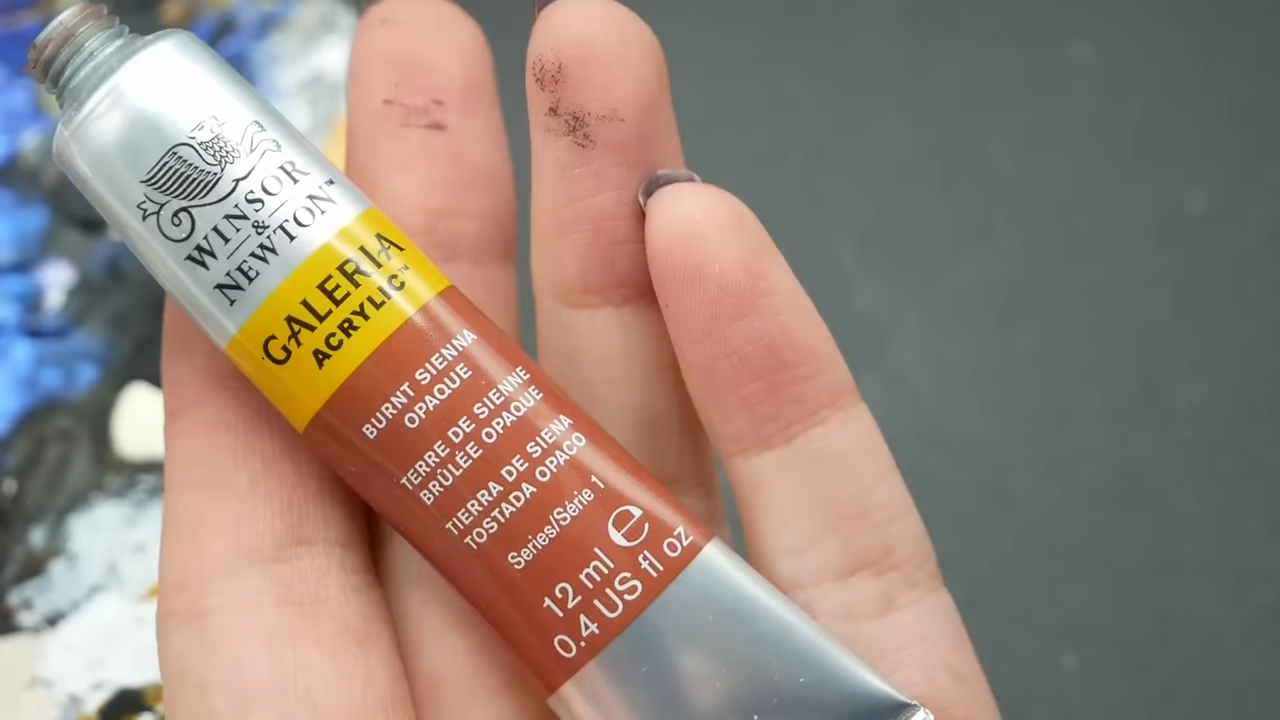 WINSOR
&
NEWTON™
GALERIA
ACRYLIC™
BURNT SIENNA
OPAQUE
TERRE DE SIENNE
BRÛLÉE OPAQUE
TIERRA DE SIENA
TOSTADA OPACO
Series/Série 1
12 ml e
0.4 US fl oz